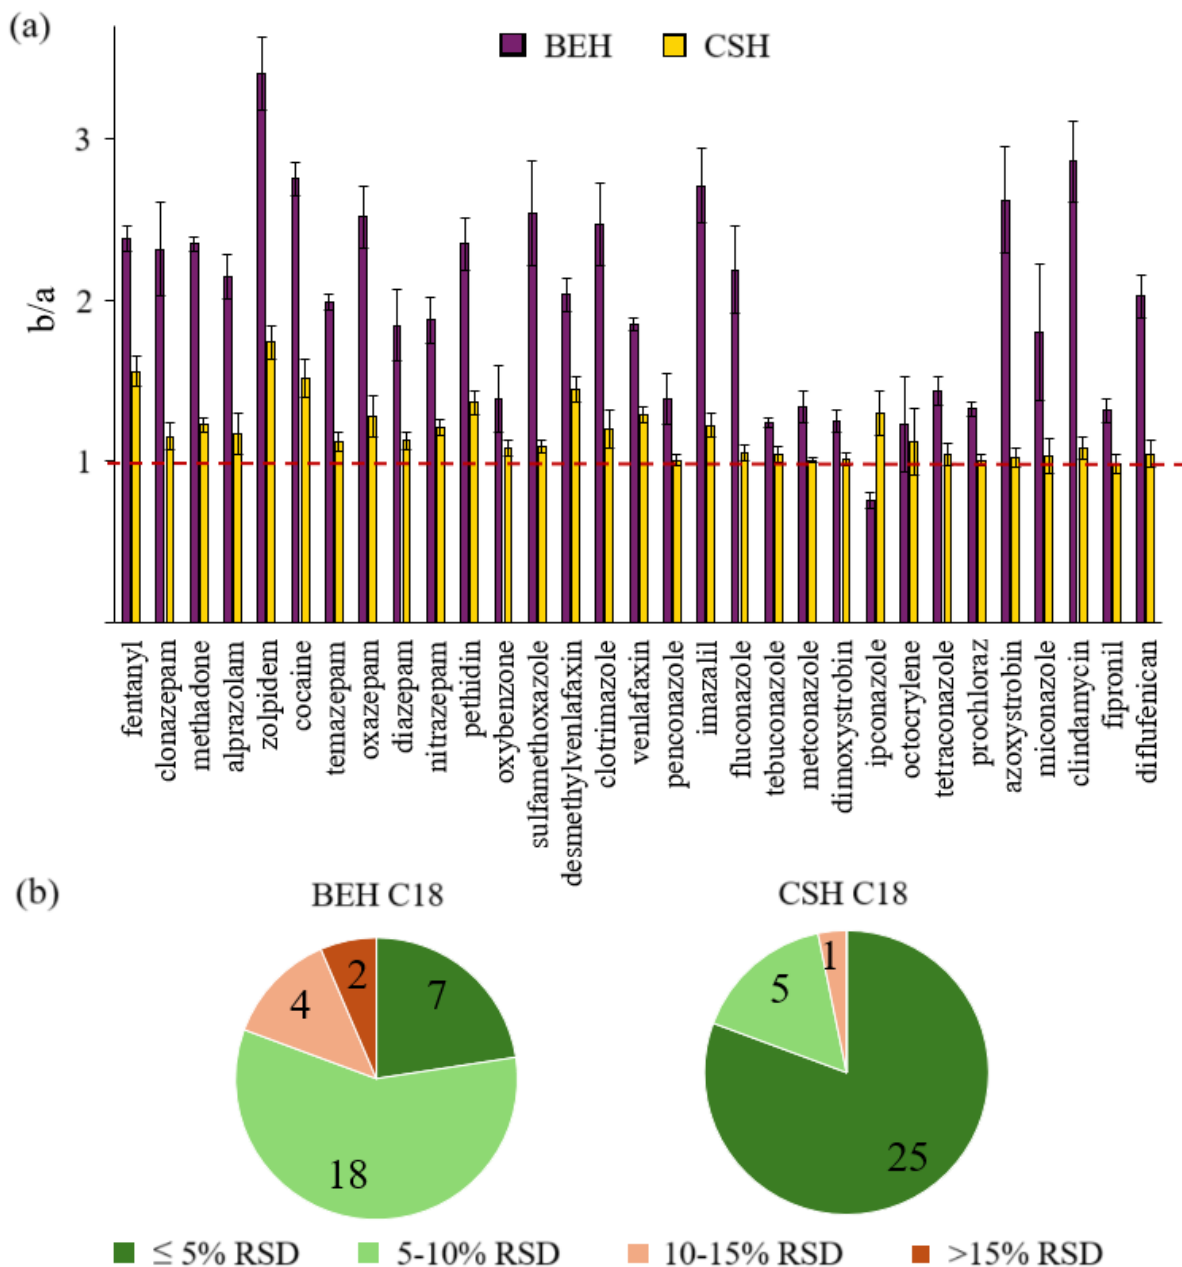 (a)
BEH CSH
3
2
1
b/a
fentanyl
clonazepam
methadone
alprazolam
zolpidem
cocaine
temazepam
oxazepam
diazepam
nitrazepam
pethidin
oxybenzone
sulfamethoxazole
desmethylvenlafaxin
clotrimazole
venlafaxin
penconazole
imazalil
fluconazole
tebuconazole
metconazole
dimoxystrobin
ipconazole
octocrylene
tetraconazole
prochloraz
azoxystrobin
miconazole
clindamycin
fipronil
diflufenican
(b)
BEH C18
2
7
4
18
CSH C18
1
5
25
≤ 5% RSD 5-10% RSD 10-15% RSD >15% RSD